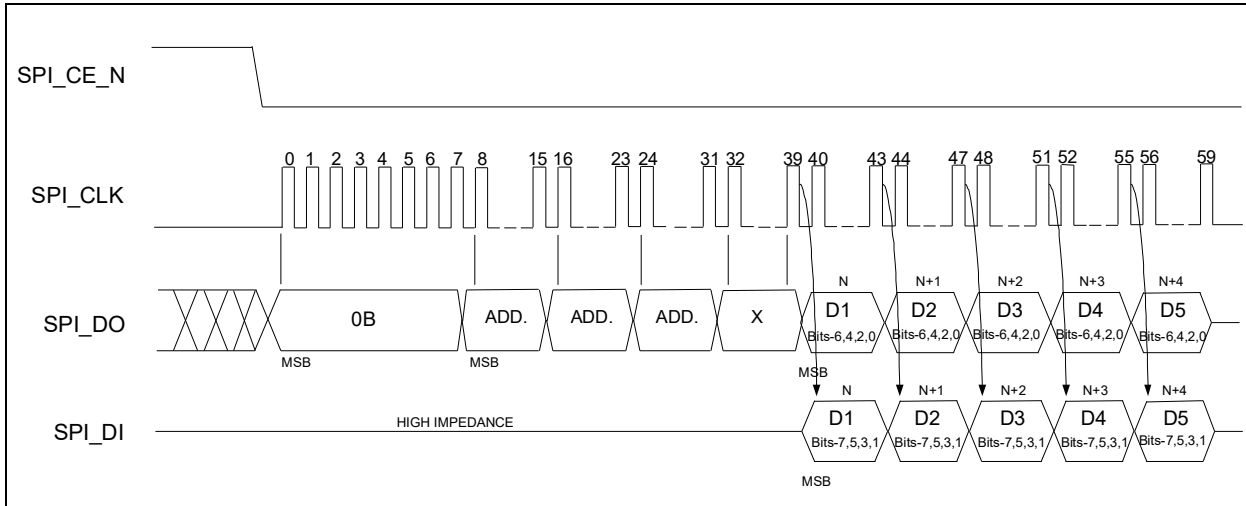 SPI_CE_N
0 1 2 3 4 5 6 7 8 15 16 23 24 31 32 39 40 43 44 47 48 51 52 55 56 59
SPI_CLK
N N+1 N+2 N+3 N+4
SPI_DO 0B ADD. ADD. ADD. X D1 D2 D3 D4 D5
Bits-6,4,2,0 Bits-6,4,2,0 Bits-6,4,2,0 Bits-6,4,2,0 Bits-6,4,2,0
MSB MSB MSB
N N+1 N+2 N+3 N+4
HIGH IMPEDANCE
SPI_DI D1 D2 D3 D4 D5
Bits-7,5,3,1 Bits-7,5,3,1 Bits-7,5,3,1 Bits-7,5,3,1 Bits-7,5,3,1
MSB